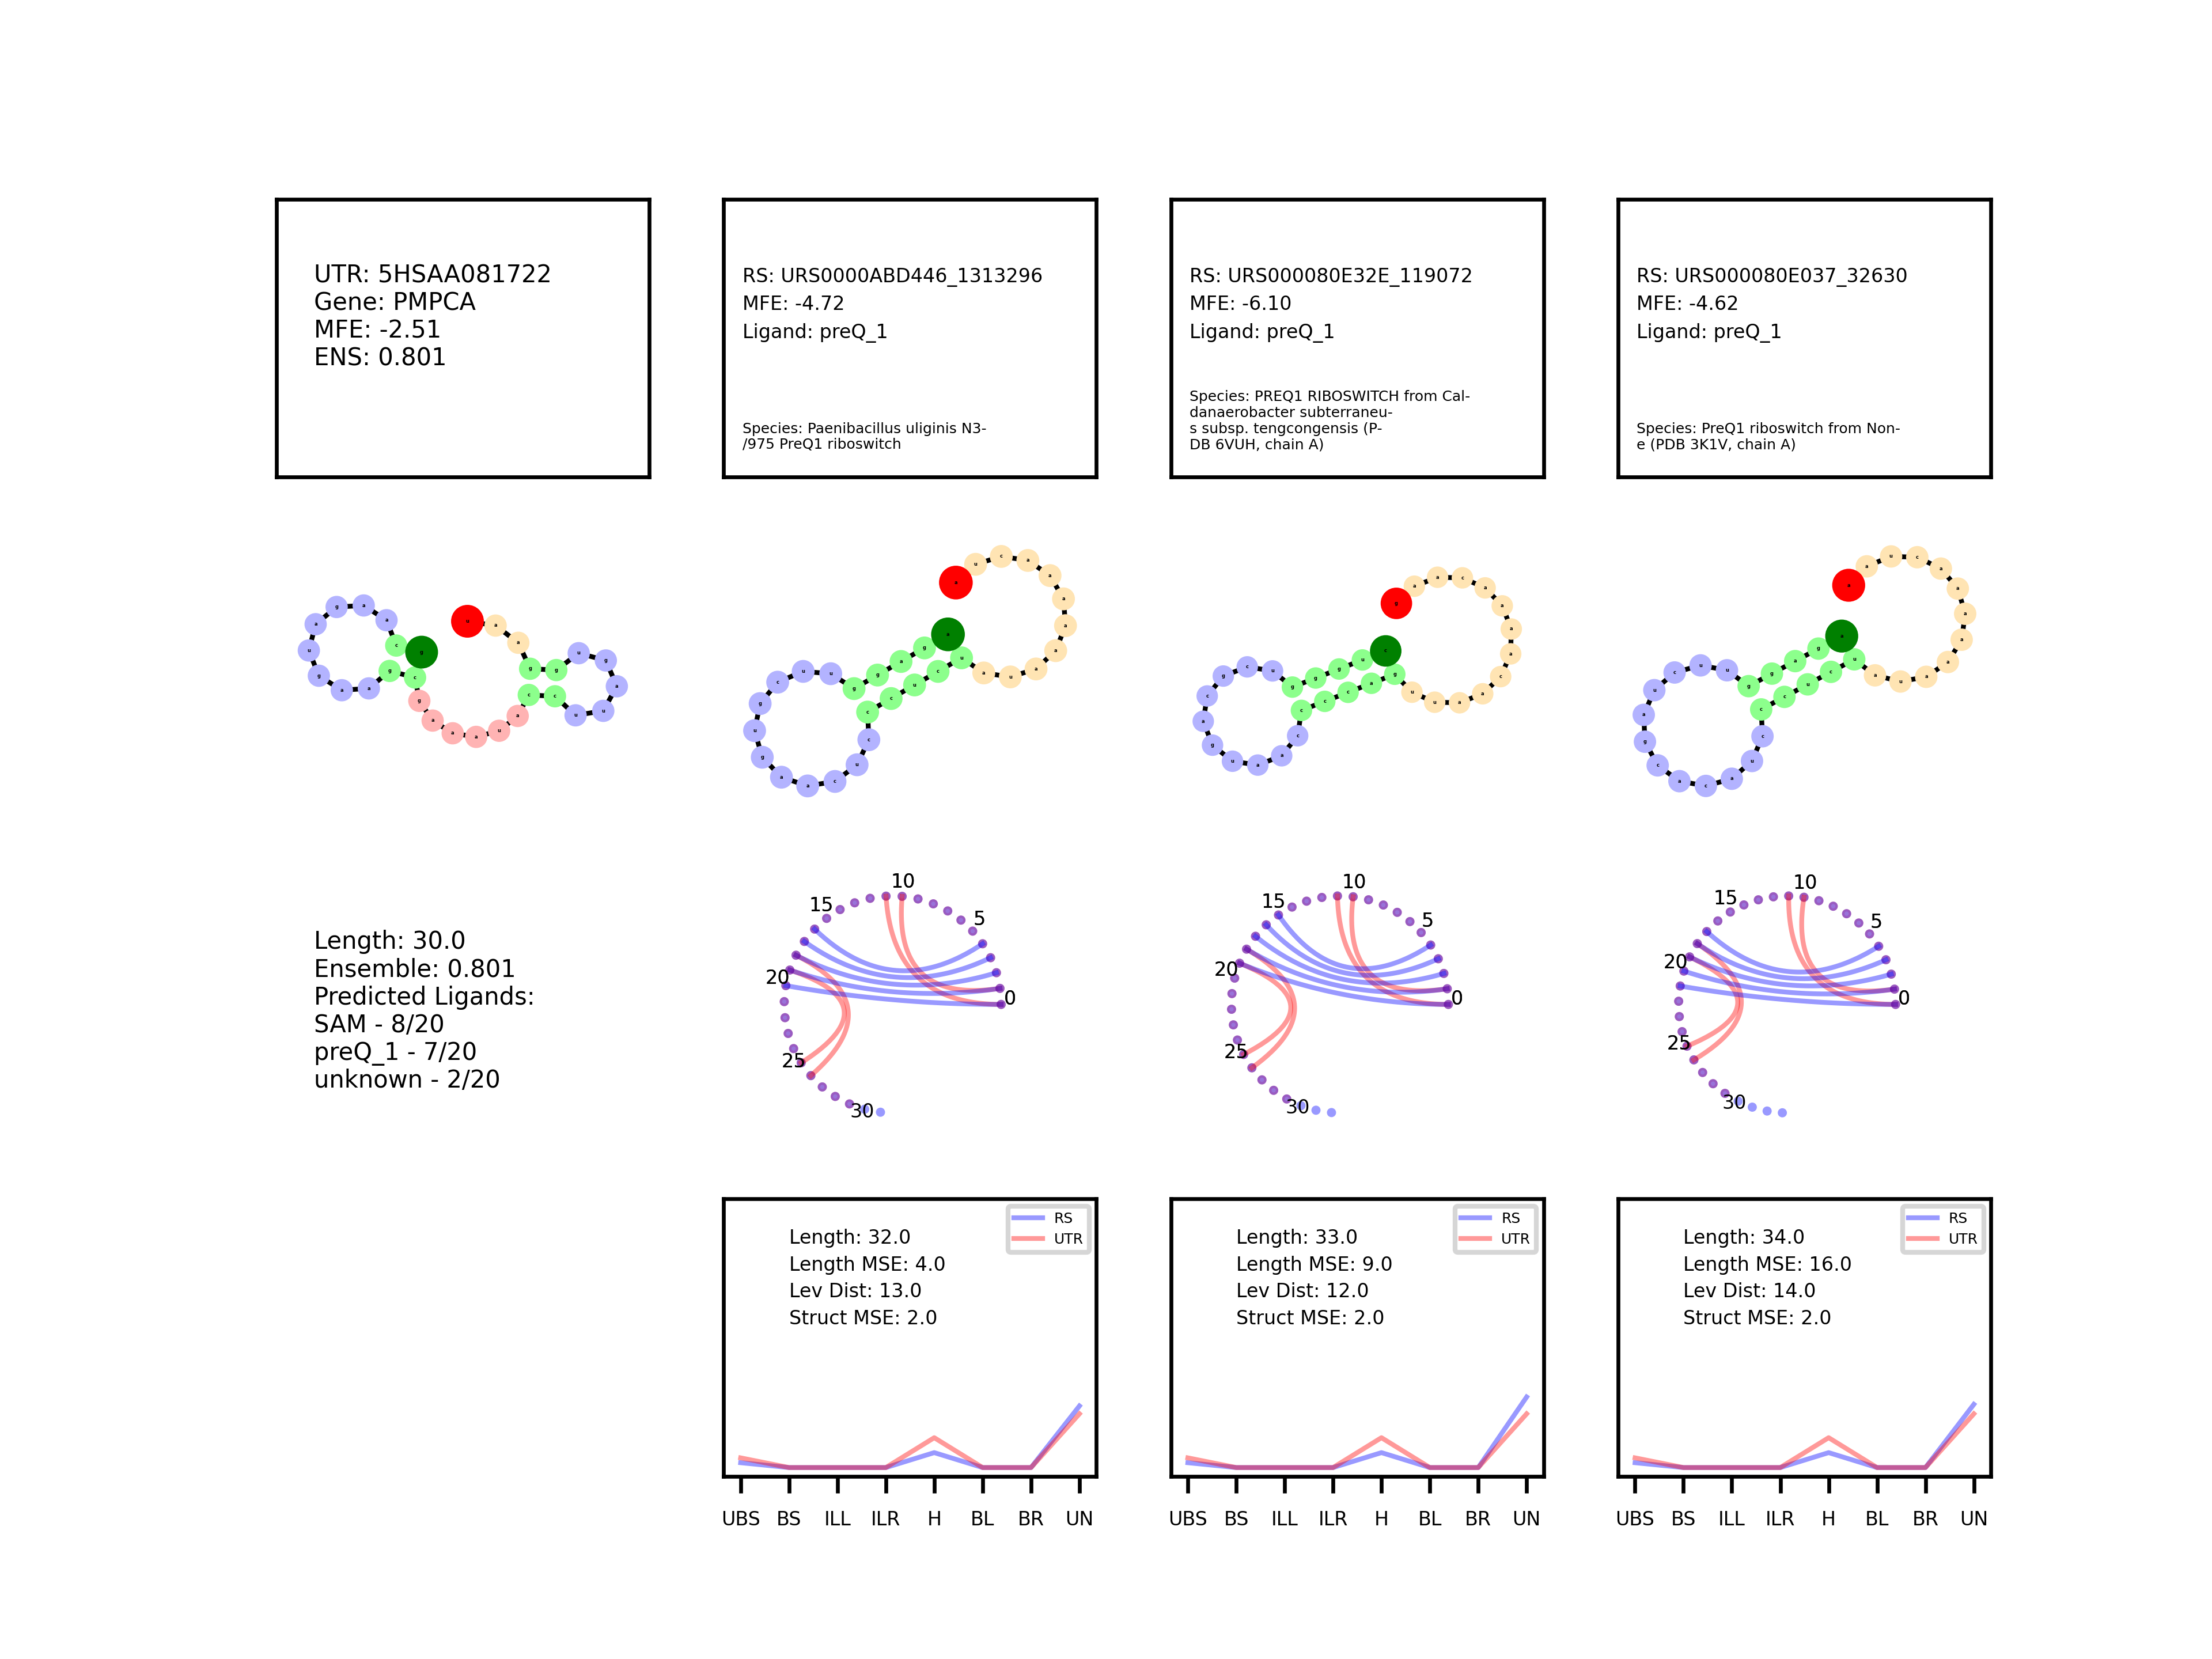 UTR: 5HSAA081722
Gene: PMPCA
MFE: -2.51
ENS: 0.801
RS: URS0000ABD446_1313296
MFE: -4.72
Ligand: preQ_1
Species: Paenibacillus uliginis N3-
/975 PreQ1 riboswitch
RS: URS000080E32E_119072
MFE: -6.10
Ligand: preQ_1
Species: PREQ1 RIBOSWITCH from Cal-
danaerobacter subterraneu-
s subsp. tengcongensis (P-
DB 6VUH, chain A)
RS: URS000080E037_32630
MFE: -4.62
Ligand: preQ_1
Species: PreQ1 riboswitch from Non-
e (PDB 3K1V, chain A)
Length: 30.0
Ensemble: 0.801
Predicted Ligands:
SAM - 8/20
preQ_1 - 7/20
unknown - 2/20
0
5
10
15
20
25
30
0
5
10
15
20
25
30
0
5
10
15
20
25
30
RS
UTR
Length: 32.0
Length MSE: 4.0
Lev Dist: 13.0
Struct MSE: 2.0
UBS BS ILL ILR H BL BR UN
RS
UTR
Length: 33.0
Length MSE: 9.0
Lev Dist: 12.0
Struct MSE: 2.0
UBS BS ILL ILR H BL BR UN
RS
UTR
Length: 34.0
Length MSE: 16.0
Lev Dist: 14.0
Struct MSE: 2.0
UBS BS ILL ILR H BL BR UN